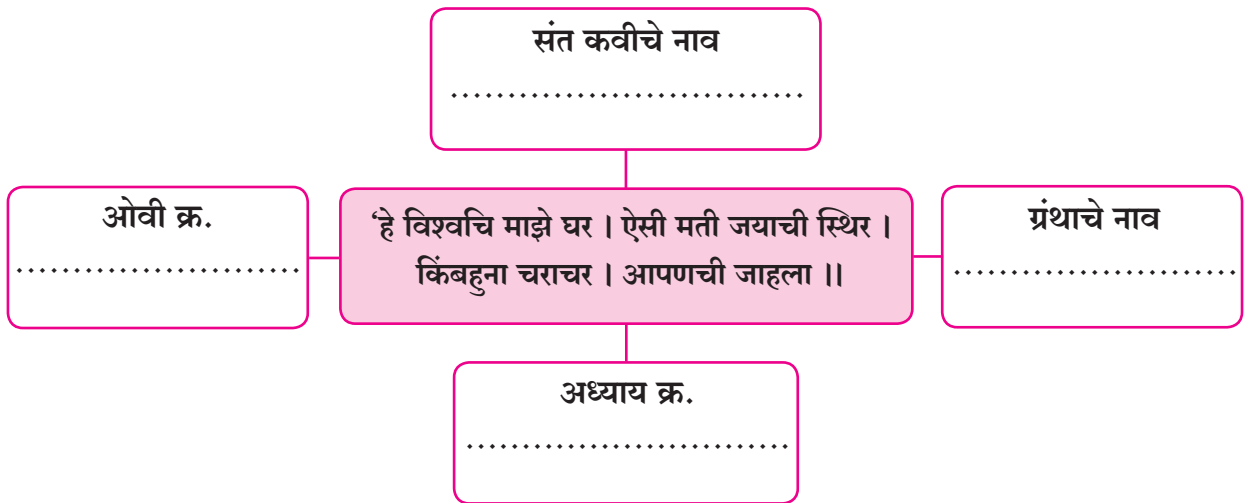 संत कवीचे नाव
................................
ओवी क्र.
..........................
‘हे विश्वचि माझे घर । ऐसी मती जयाची स्थिर ।
किंबहुना चराचर । आपणची जाहला ।।
ग्रंथाचे नाव
..........................
अध्याय क्र.
..............................